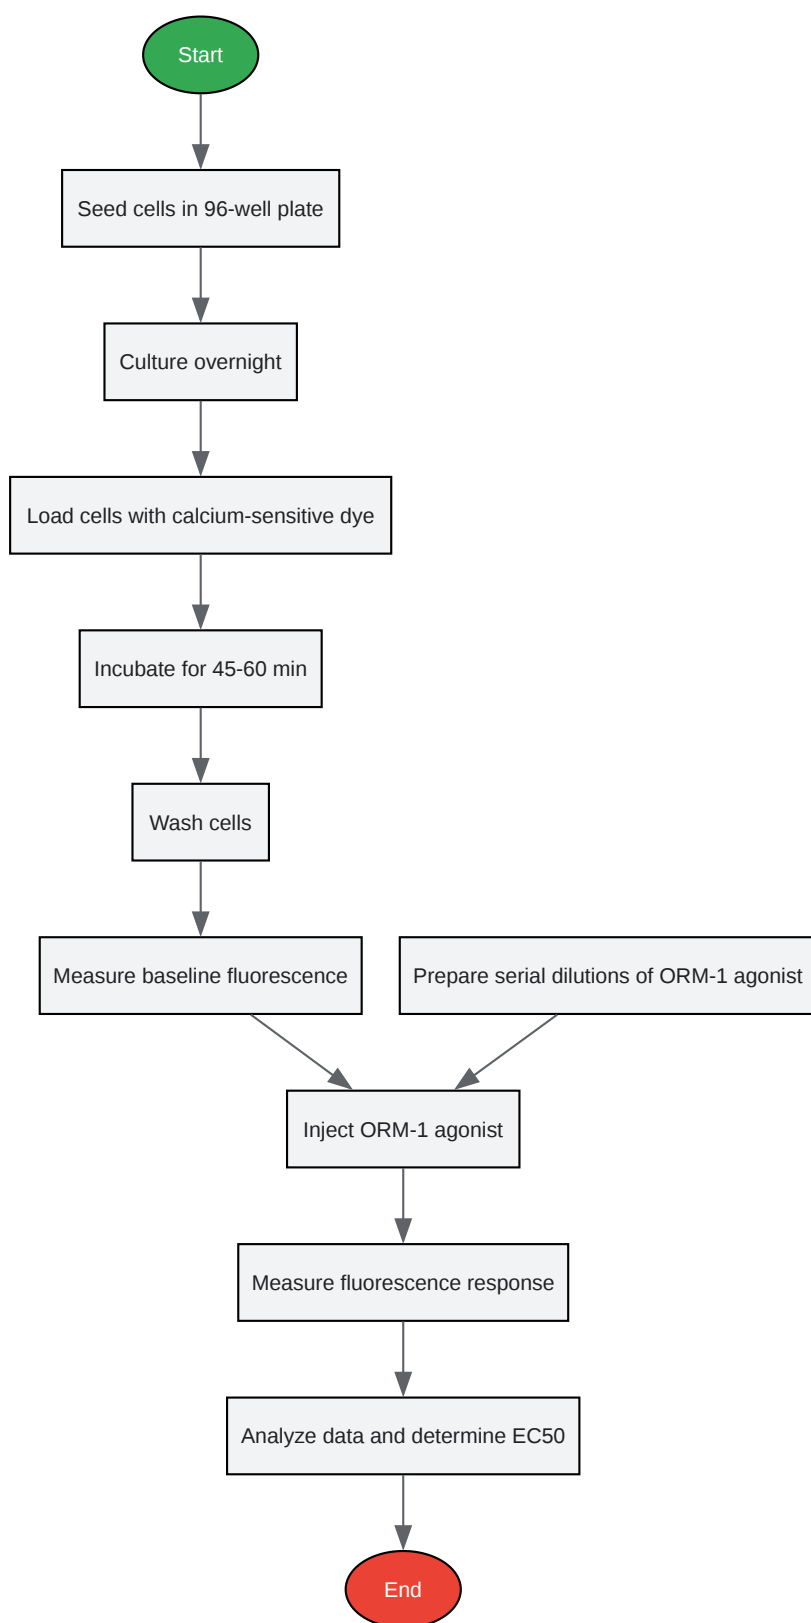 Start
Seed cells in 96-well plate
Culture overnight
Load cells with calcium-sensitive dye
Incubate for 45-60 min
Wash cells
Measure baseline fluorescence
Prepare serial dilutions of ORM-1 agonist
Inject ORM-1 agonist
Measure fluorescence response
Analyze data and determine EC50
End